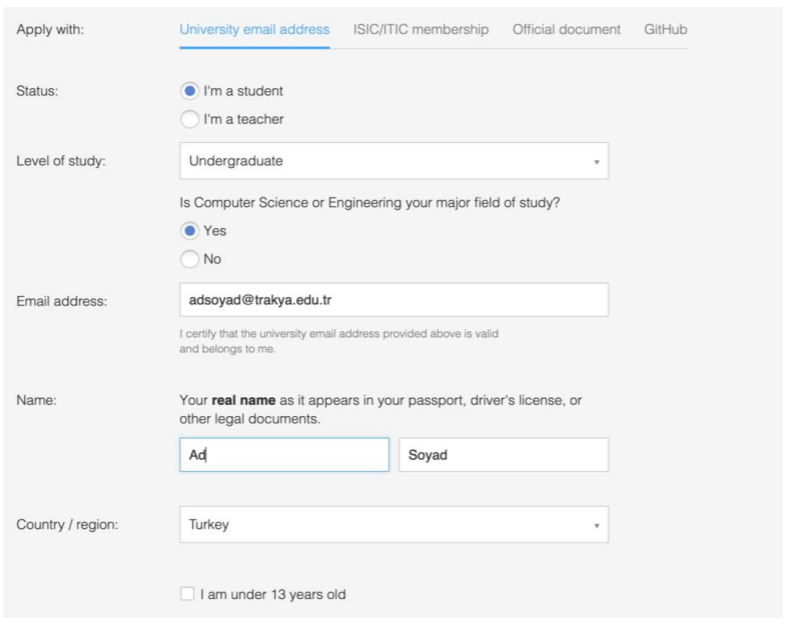 Apply with: University email address ISIC/ITIC membership Official document GitHub
Status: I'm a student
I'm a teacher
Level of study: Undergraduate
Is Computer Science or Engineering your major field of study?
Yes
No
Email address: adsoyad@trakya.edu.tr
I certify that the university email address provided above is valid
and belongs to me.
Name: Your real name as it appears in your passport, driver's license, or
other legal documents.
Ad Soyad
Country / region: Turkey
I am under 13 years old